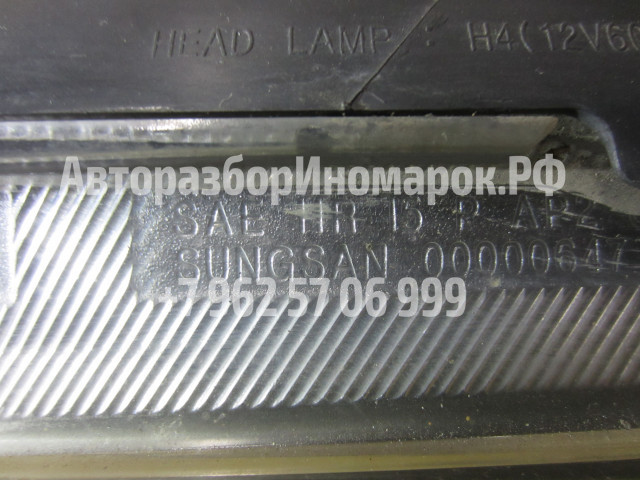 HEAD LAMP : H4(12V60
АвторазборИномарок.РФ
SAE HR 15 P AP2
SUNGSAN 00000647
+7 962 57 06 999